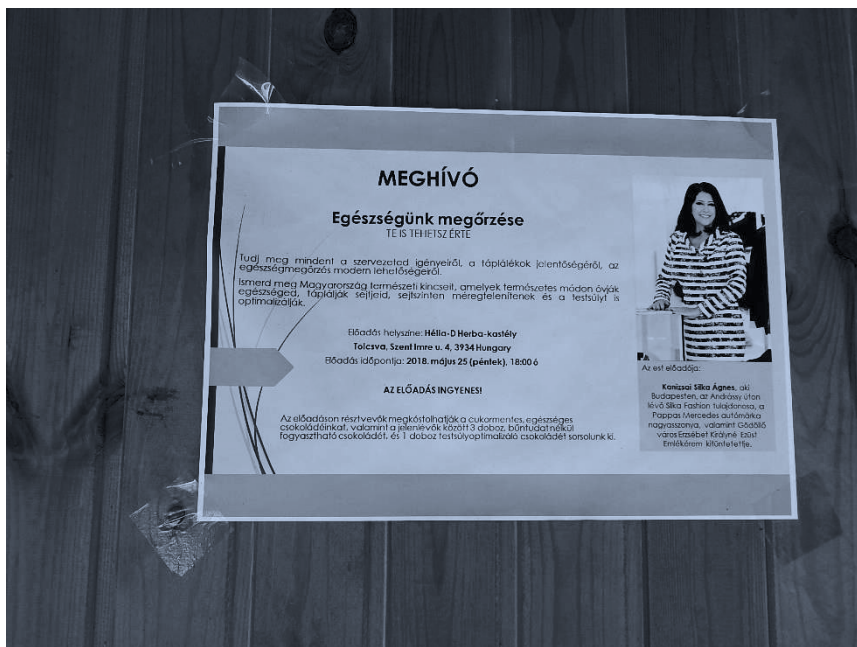 MEGHÍVÓ
Egészségünk megőrzése
TE IS TEHETSZ ÉRTE
Tudj meg mindent a szervezeted igényeiről, a táplálékok jelentőségéről, az
egészségmegőrzés modern lehetőségeiről.
Ismerd meg Magyarország természeti kincseit, amelyek természetes módon óvják
egészséged, táplálják sejtjeid, sejtszinten méregtelenítenek és a testsúlyt is
optimalizálják.
Előadás helyszíne: Hélia-D Herba-kastély
Tolcsva, Szent Imre u. 4, 3934 Hungary
Előadás időpontja: 2018. május 25 (péntek), 18:00 ó
AZ ELŐADÁS INGYENES!
Az előadáson résztvevők megkóstolhatják a cukormentes, egészséges
csokoládéinkat, valamint a jelenlévők között 3 doboz, bűntudat nélkül
fogyasztható csokoládét, és 1 doboz testsúlyoptimalizáló csokoládét sorsolunk ki.
Az est előadója:
Kanizsai Silka Ágnes, aki
Budapesten, az Andrássy úton
lévő Silka Fashion tulajdonosa, a
Pappas Mercedes autómárka
nagyasszonya, valamint Gödöllő
város Erzsébet Királyné Ezüst
Emlékérem kitüntetettje.